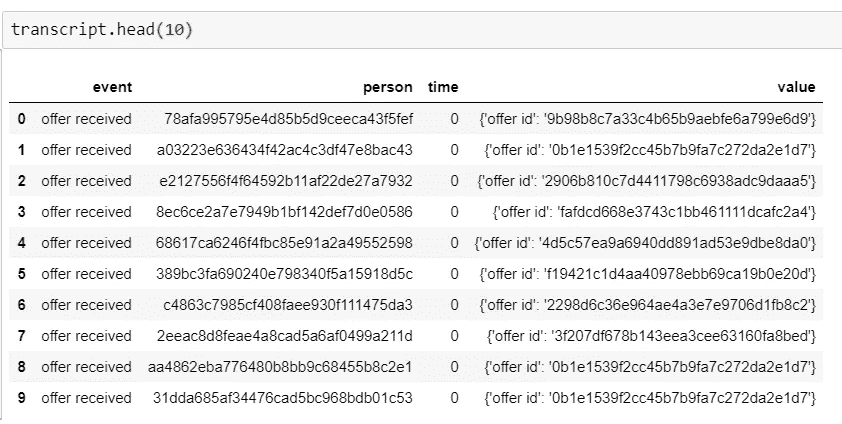 transcript.head(10)
event person time value
0 offer received 78afa995795e4d85b5d9ceeca43f5fef 0 {'offer id': '9b98b8c7a33c4b65b9aebfe6a799e6d9'}
1 offer received a03223e636434f42ac4c3df47e8bac43 0 {'offer id': '0b1e1539f2cc45b7b9fa7c272da2e1d7'}
2 offer received e2127556f4f64592b11af22de27a7932 0 {'offer id': '2906b810c7d4411798c6938adc9daaa5'}
3 offer received 8ec6ce2a7e7949b1bf142def7d0e0586 0 {'offer id': 'fafdcd668e3743c1bb461111dcafc2a4'}
4 offer received 68617ca6246f4fbc85e91a2a49552598 0 {'offer id': '4d5c57ea9a6940dd891ad53e9dbe8da0'}
5 offer received 389bc3fa690240e798340f5a15918d5c 0 {'offer id': 'f19421c1d4aa40978ebb69ca19b0e20d'}
6 offer received c4863c7985cf408faee930f111475da3 0 {'offer id': '2298d6c36e964ae4a3e7e9706d1fb8c2'}
7 offer received 2eeac8d8feae4a8cad5a6af0499a211d 0 {'offer id': '3f207df678b143eea3cee63160fa8bed'}
8 offer received aa4862eba776480b8bb9c68455b8c2e1 0 {'offer id': '0b1e1539f2cc45b7b9fa7c272da2e1d7'}
9 offer received 31dda685af34476cad5bc968bdb01c53 0 {'offer id': '0b1e1539f2cc45b7b9fa7c272da2e1d7'}